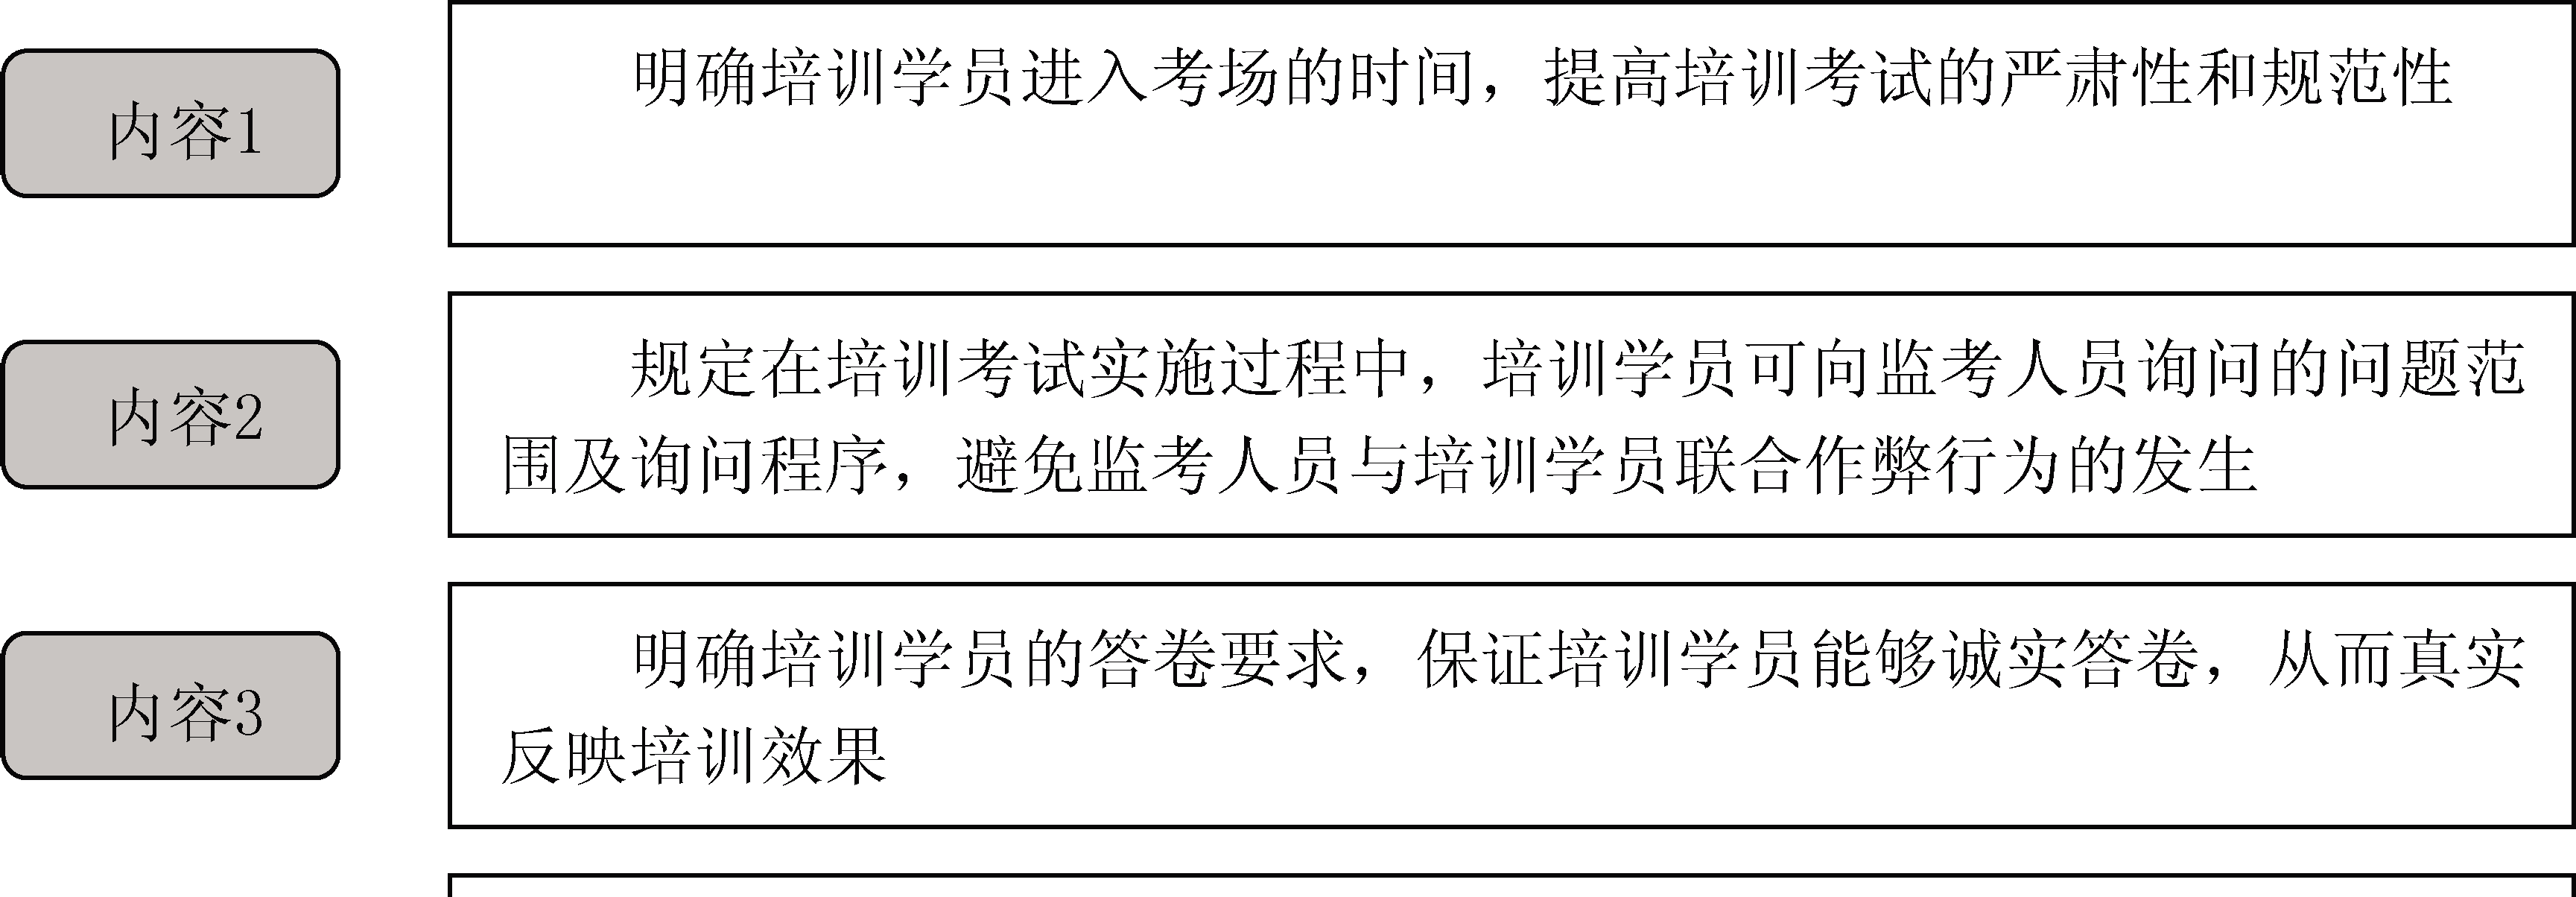 内容1
明确培训学员进入考场的时间，提高培训考试的严肃性和规范性
内容2
规定在培训考试实施过程中，培训学员可向监考人员询问的问题范
围及询问程序，避免监考人员与培训学员联合作弊行为的发生
内容3
明确培训学员的答卷要求，保证培训学员能够诚实答卷，从而真实
反映培训效果